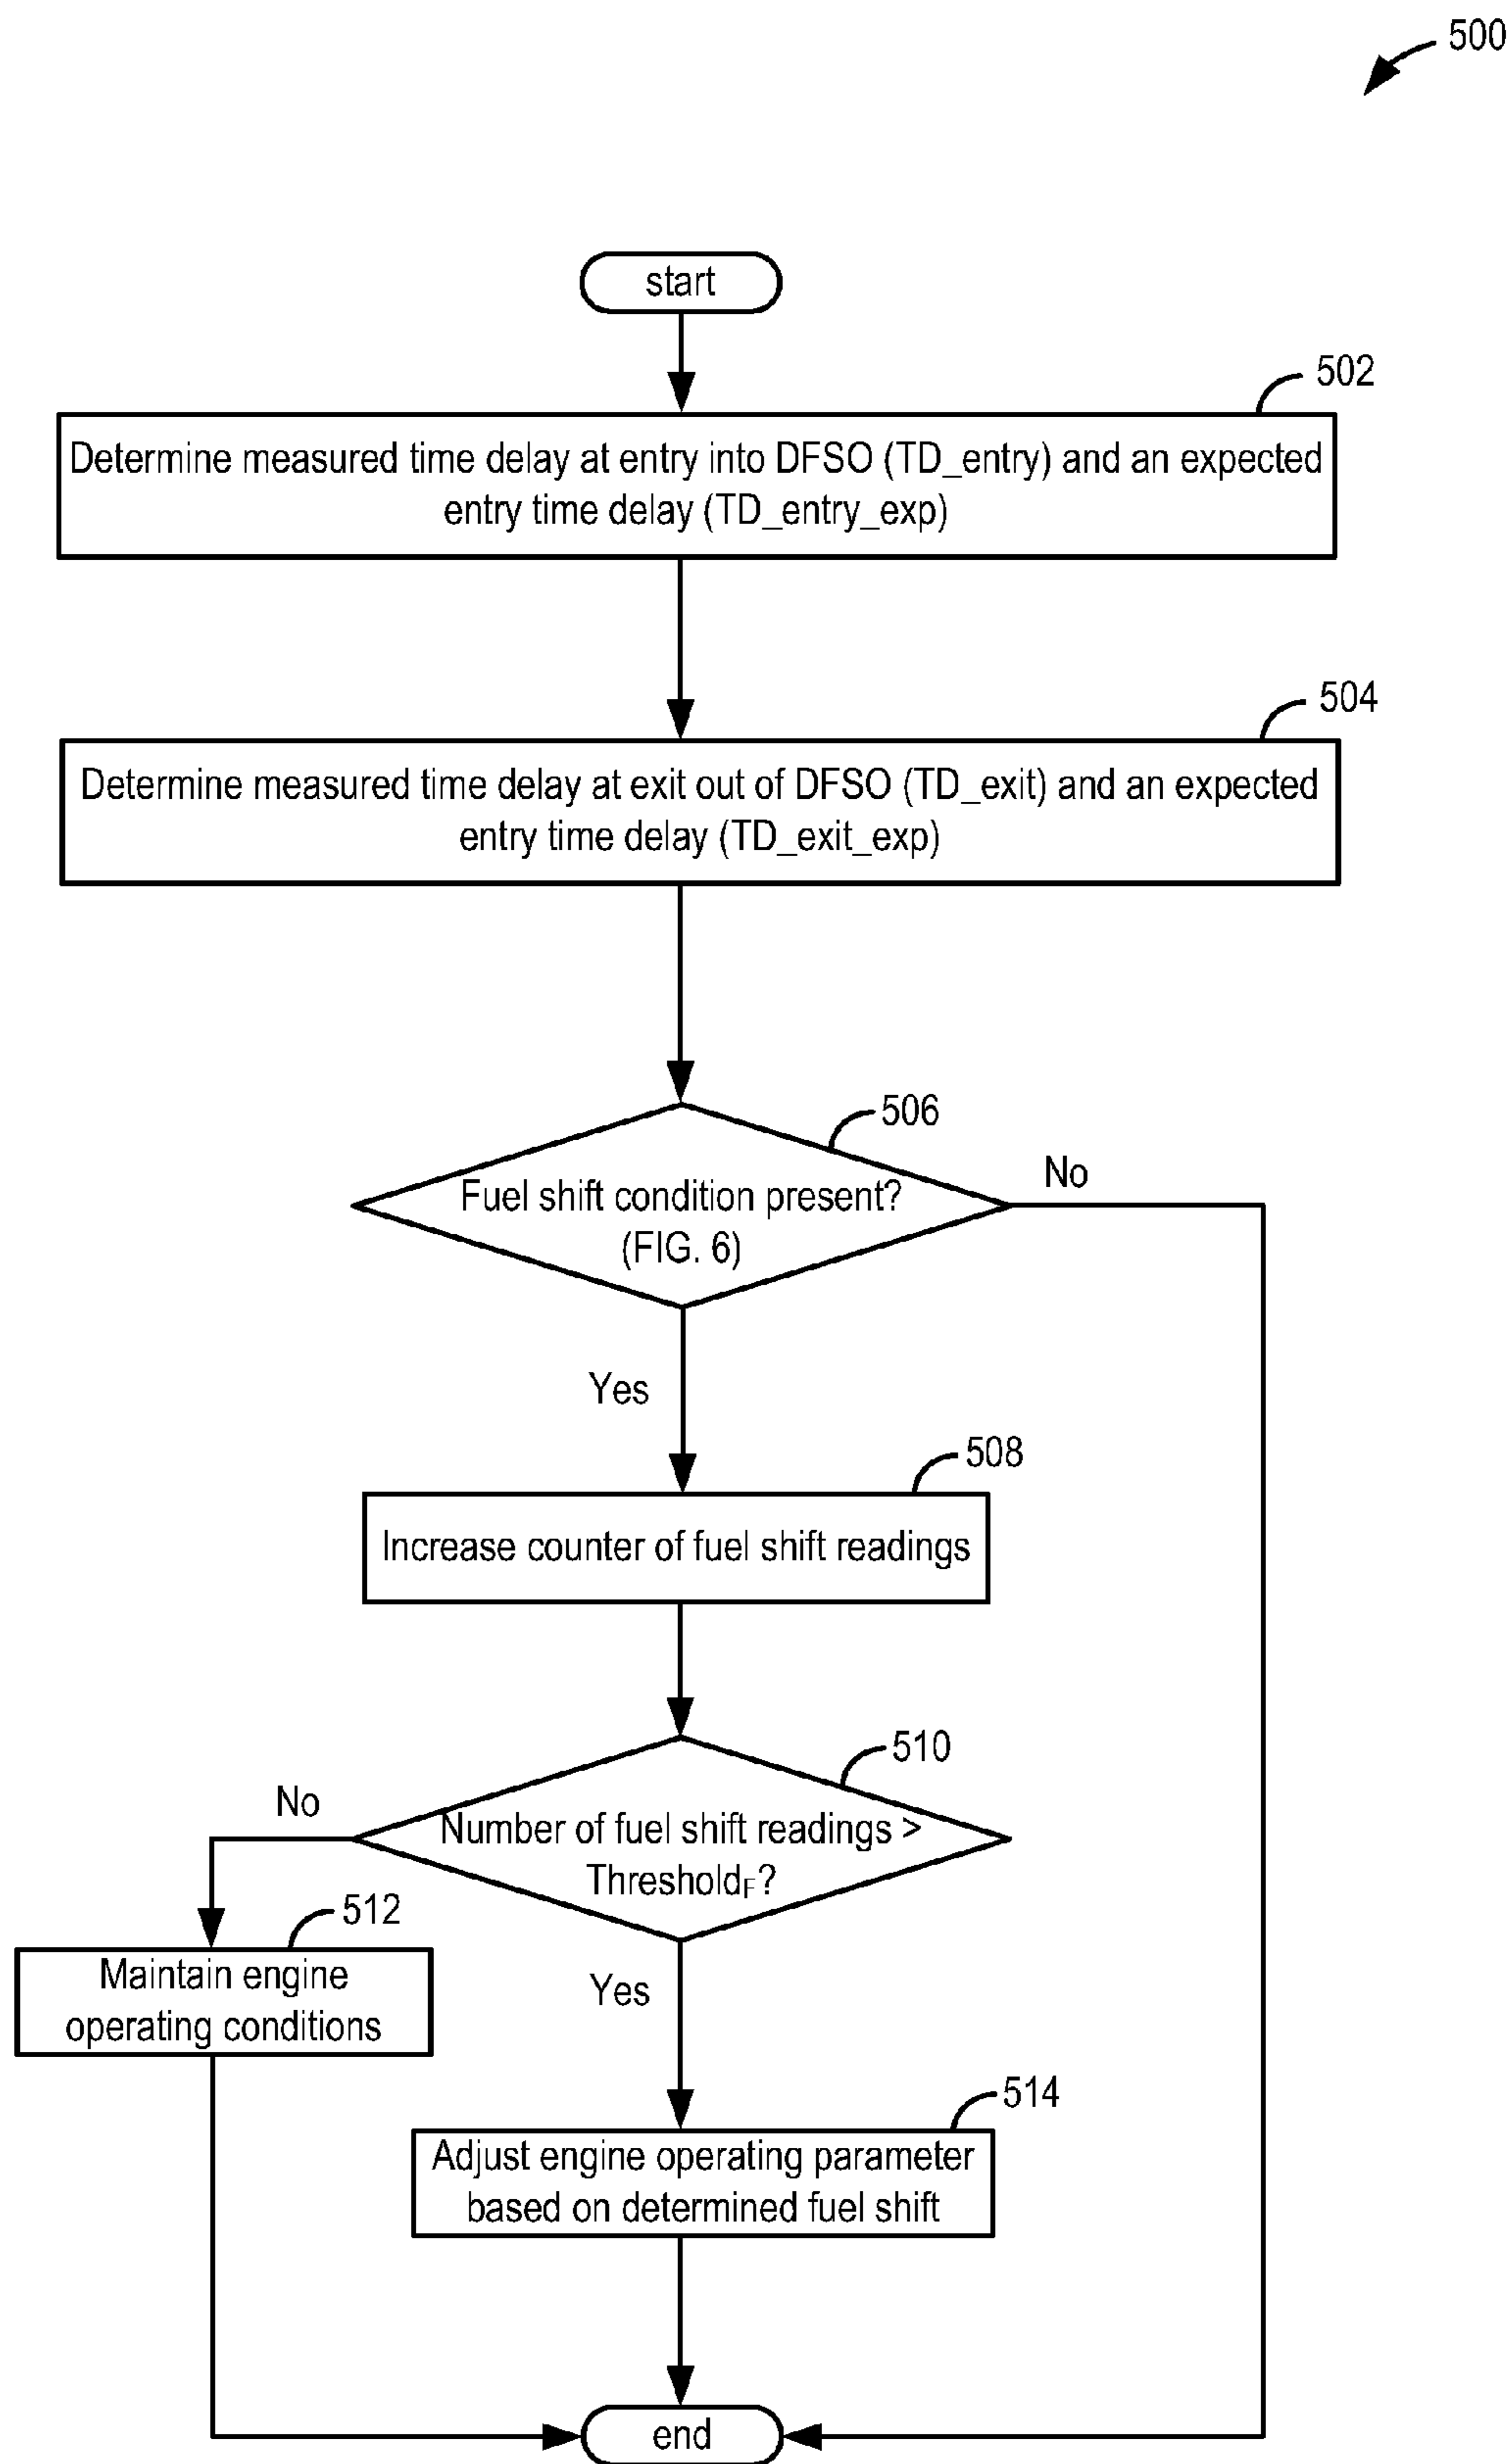 500
start
502
Determine measured time delay at entry into DFSO (TD_entry) and an expected
entry time delay (TD_entry_exp)
504
Determine measured time delay at exit out of DFSO (TD_exit) and an expected
entry time delay (TD_exit_exp)
506
No
Fuel shift condition present?
(FIG. 6)
Yes
508
Increase counter of fuel shift readings
510
No
Number of fuel shift readings >
Threshold_F?
512
Maintain engine
operating conditions
Yes
514
Adjust engine operating parameter
based on determined fuel shift
end